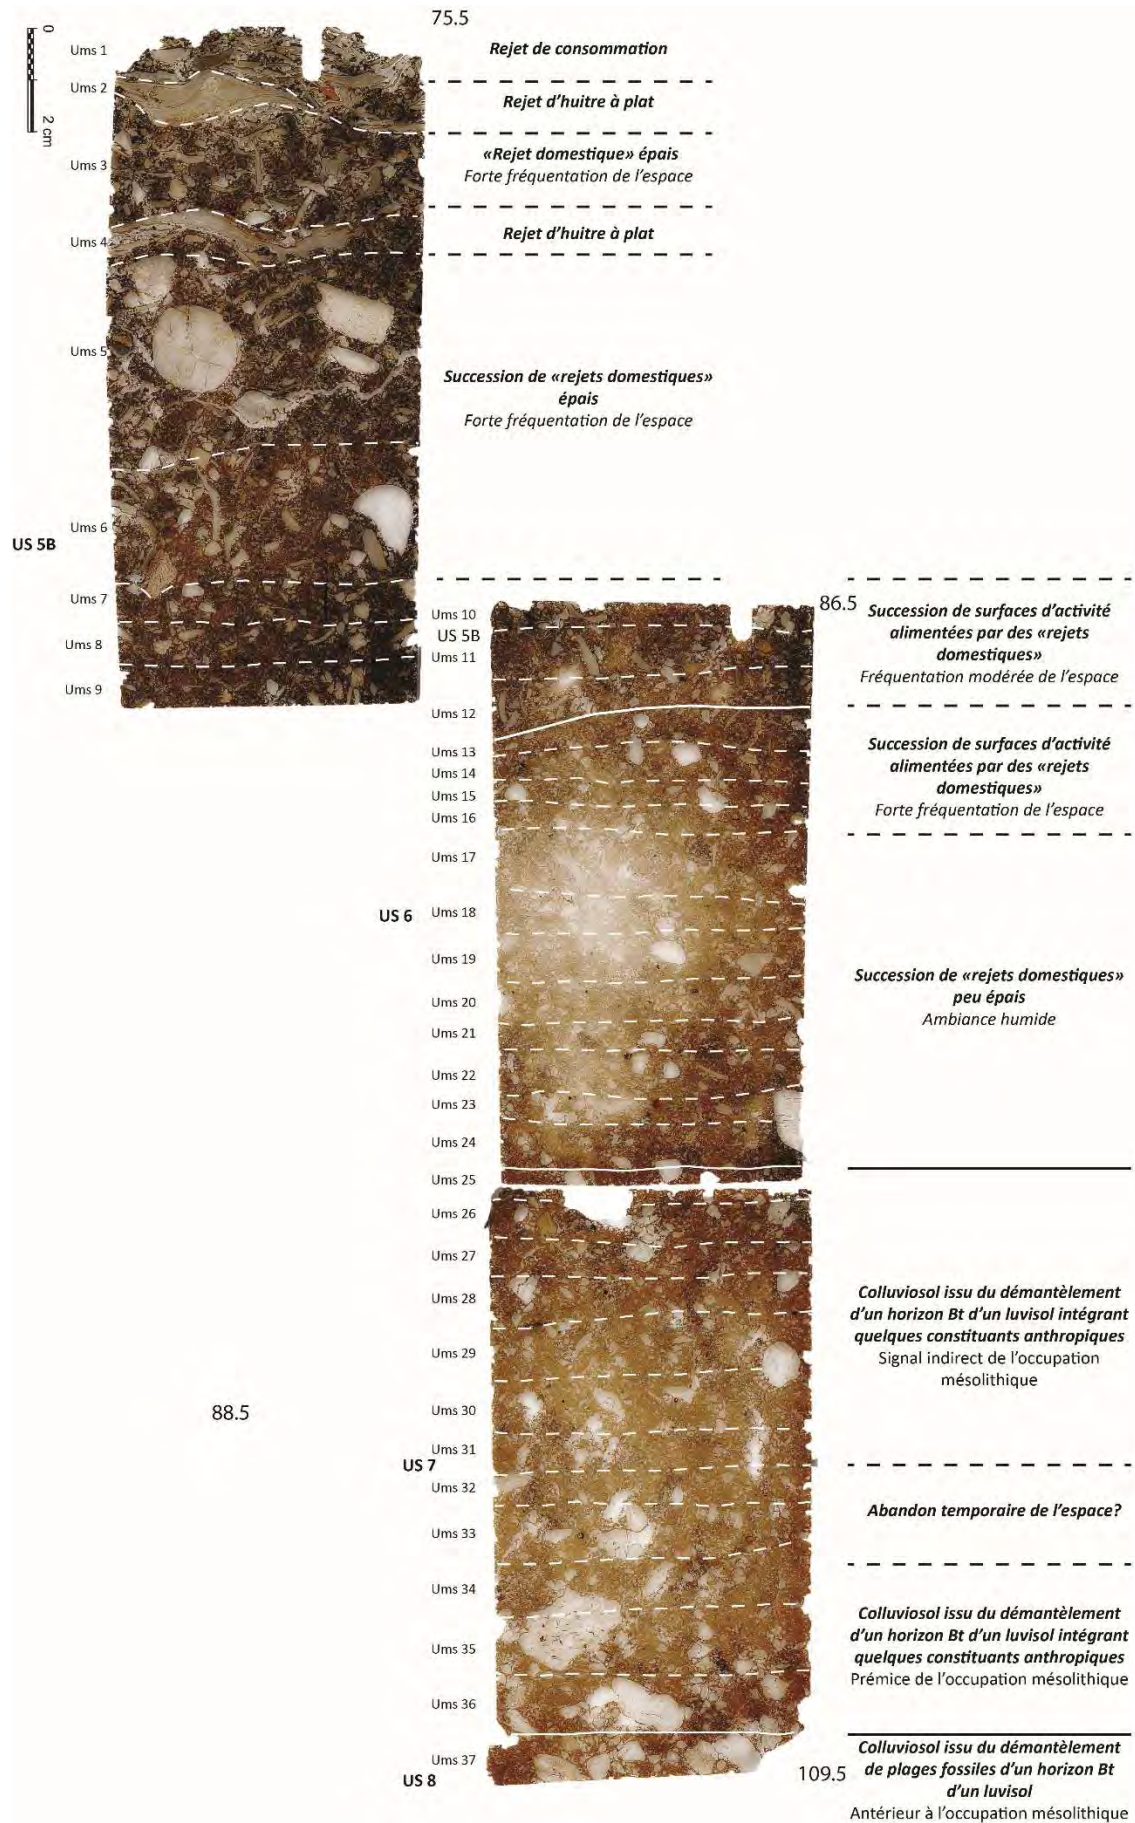 75.5
0
2 cm
Ums 1
Rejet de consommation
Ums 2
Rejet d'huitre à plat
Ums 3
«Rejet domestique» épais
Forte fréquentation de l'espace
Ums 4
Rejet d'huitre à plat
Ums 5
Succession de «rejets domestiques»
épais
Forte fréquentation de l'espace
Ums 6
US 5B
Ums 7
Ums 8
Ums 9
86.5
Ums 10
US 5B
Ums 11
Succession de surfaces d'activité
alimentées par des «rejets
domestiques»
Fréquentation modérée de l'espace
Ums 12
Ums 13
Ums 14
Ums 15
Ums 16
Succession de surfaces d'activité
alimentées par des «rejets
domestiques»
Forte fréquentation de l'espace
Ums 17
US 6
Ums 18
Ums 19
Ums 20
Ums 21
Ums 22
Ums 23
Ums 24
Succession de «rejets domestiques»
peu épais
Ambiance humide
Ums 25
Ums 26
Ums 27
Ums 28
Ums 29
Ums 30
Ums 31
Colluviosol issu du démantèlement
d'un horizon Bt d'un luvisol intégrant
quelques constituants anthropiques
Signal indirect de l'occupation
mésolithique
88.5
US 7
Ums 32
Ums 33
Abandon temporaire de l'espace?
Ums 34
Ums 35
Ums 36
Colluviosol issu du démantèlement
d'un horizon Bt d'un luvisol intégrant
quelques constituants anthropiques
Prémice de l'occupation mésolithique
Ums 37
US 8
109.5
Colluviosol issu du démantèlement
de plages fossiles d'un horizon Bt
d'un luvisol
Antérieur à l'occupation mésolithique